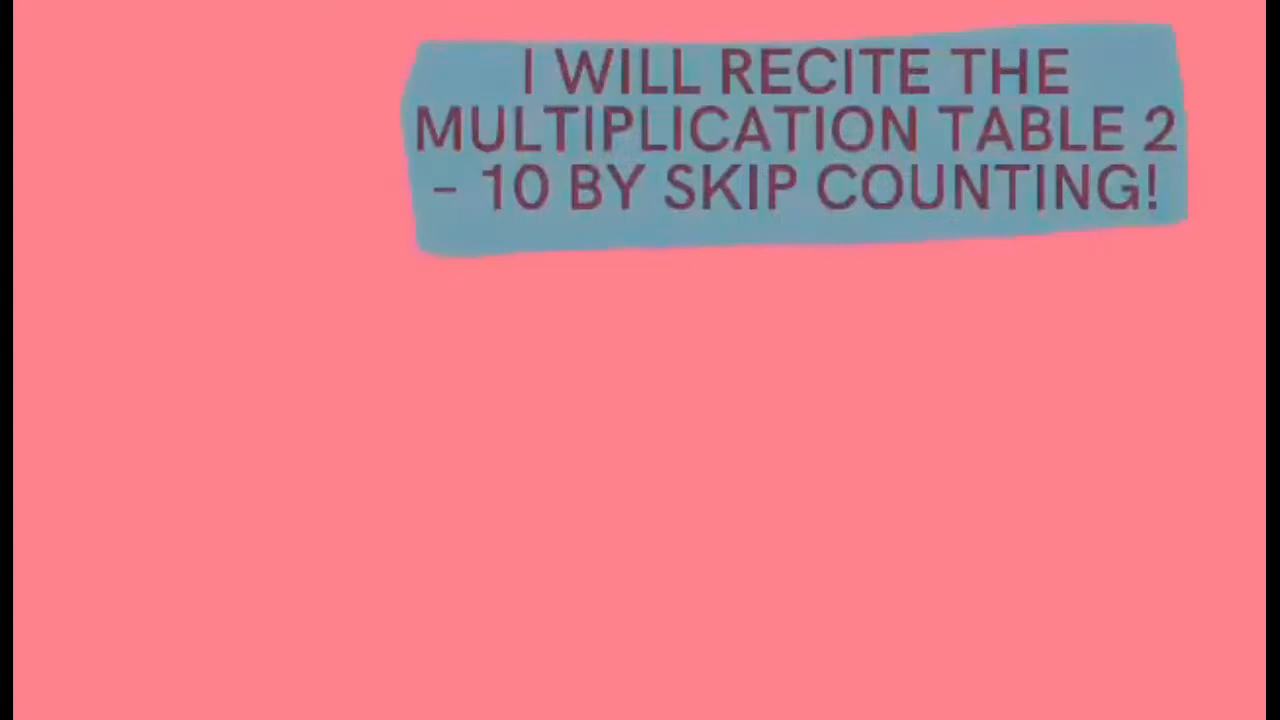 I WILL RECITE THE
MULTIPLICATION TABLE 2
- 10 BY SKIP COUNTING!